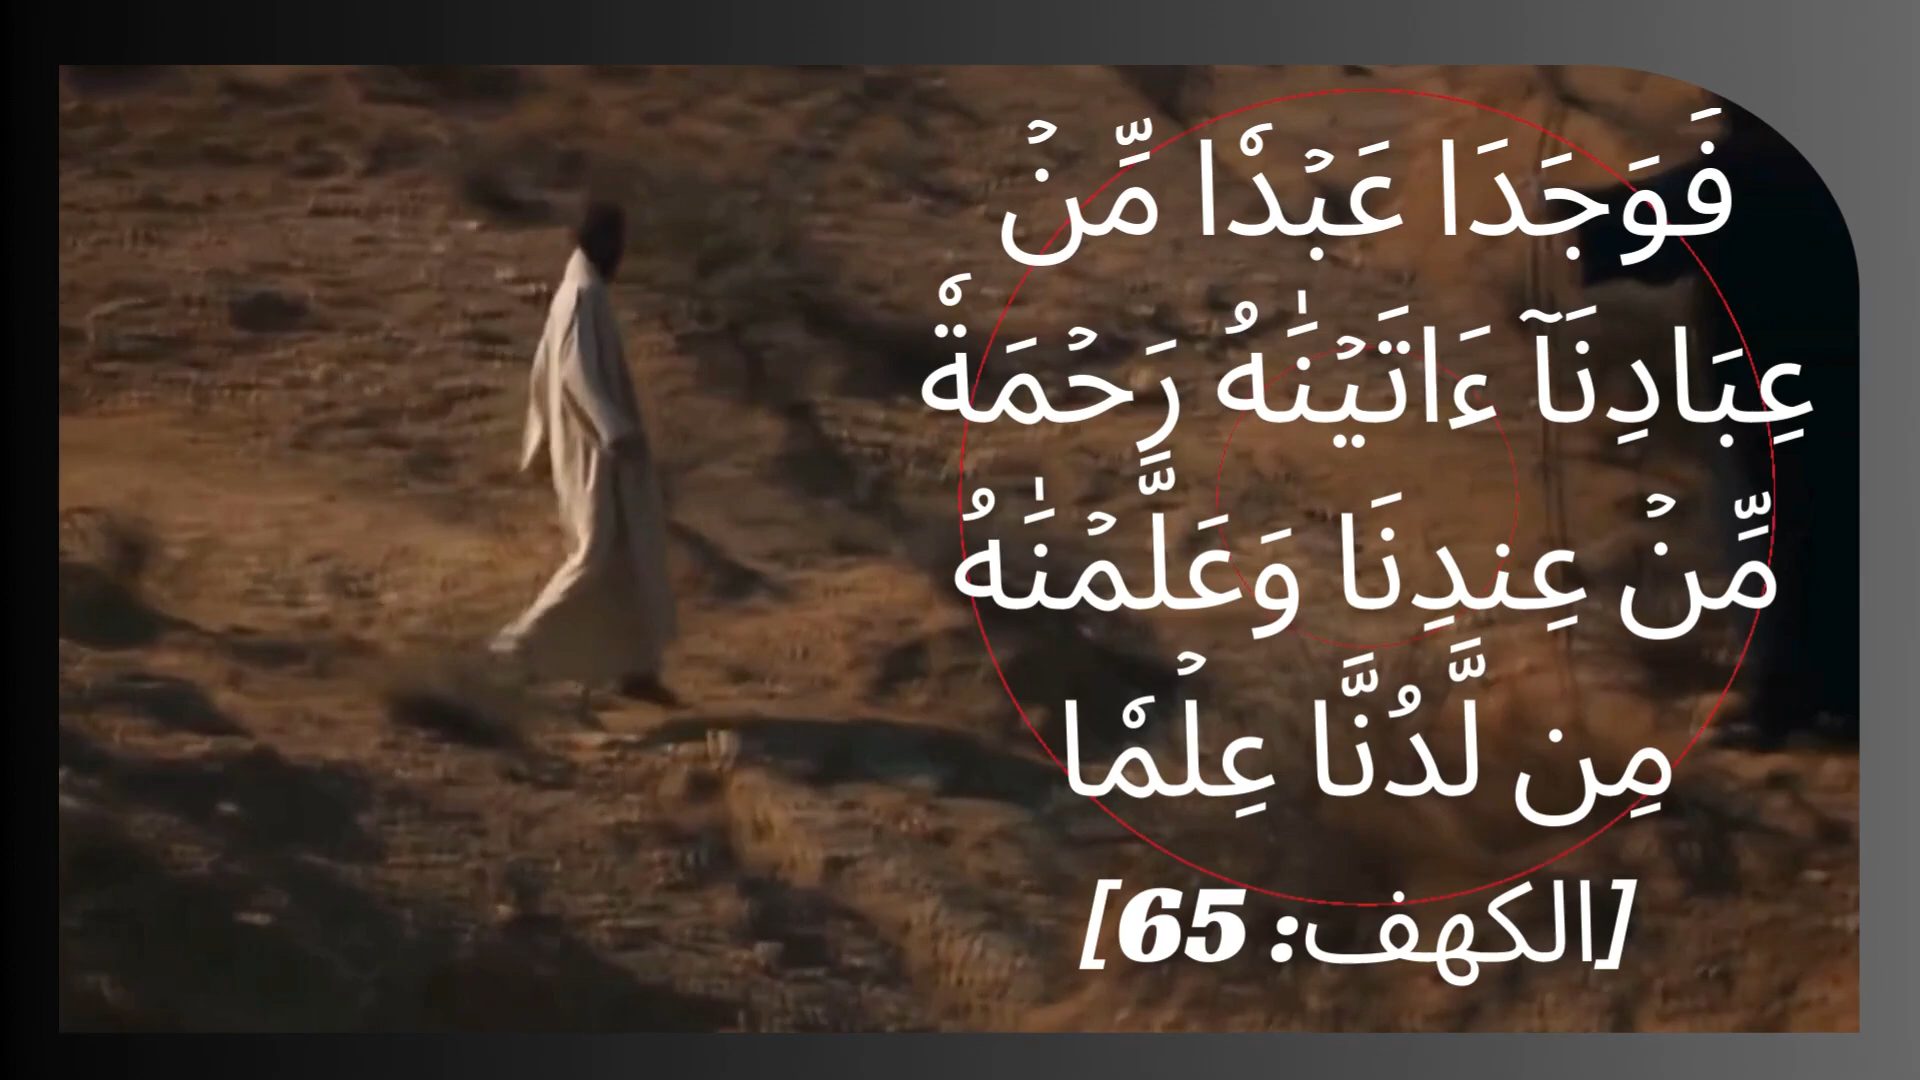 فَوَجَدَا عَبۡدٗا مِّنۡ
عِبَادِنَآ ءَاتَيۡنَٰهُ رَحۡمَةٗ
مِّنۡ عِندِنَا وَعَلَّمۡنَٰهُ
مِن لَّدُنَّا عِلۡمٗا
[الكهف: 65]